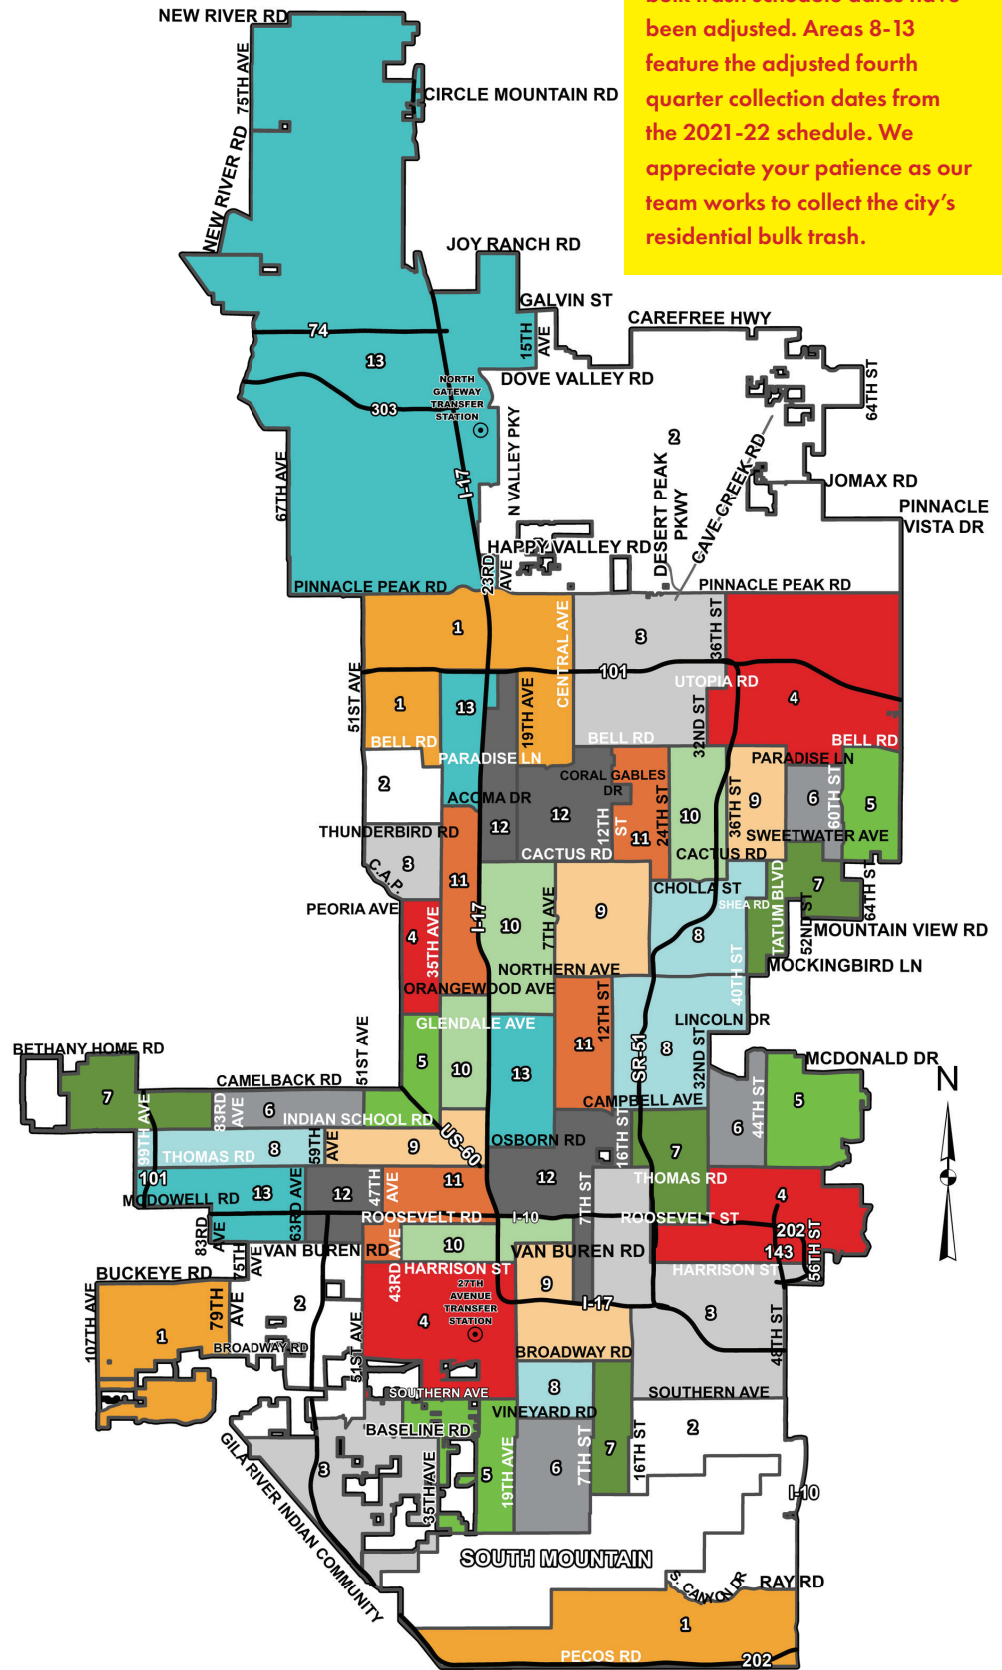 been adjusted. Areas 8-13
feature the adjusted fourth
quarter collection dates from
the 2021-22 schedule. We
appreciate your patience as our
team works to collect the city's
residential bulk trash.
NEW RIVER RD
75TH AVE
CIRCLE MOUNTAIN RD
NEW RIVER RD
JOY RANCH RD
GALVIN ST
15TH
AVE
CAREFREE HWY
74
13
DOVE VALLEY RD
64TH ST
NORTH
GATEWAY
TRANSFER
STATION
303
2
67TH AVE
I-17
N VALLEY PKY
DESERT PEAK
PKWY
CAVE CREEK RD
JOMAX RD
PINNACLE
VISTA DR
HAPPY VALLEY RD
23RD
AVE
PINNACLE PEAK RD
PINNACLE PEAK RD
1
3
CENTRAL AVE
36TH ST
101
UTOPIA RD
51ST AVE
1
13
19TH AVE
32ND ST
4
BELL RD
BELL RD
BELL RD
PARADISE LN
PARADISE LN
2
ACOMA DR
CORAL GABLES
DR
12
12
12TH
ST
11
24TH ST
10
36TH ST
9
6
60TH ST
5
THUNDERBIRD RD
SWEETWATER AVE
3
C.A.P.
CACTUS RD
CACTUS RD
11
CHOLLA ST
7
TATUM BLVD
64TH ST
PEORIA AVE
SHEA RD
52ND ST
4
35TH AVE
I-17
10
7TH AVE
9
8
MOUNTAIN VIEW RD
NORTHERN AVE
40TH ST
MOCKINGBIRD LN
ORANGEWOOD AVE
12TH ST
GLENDALE AVE
LINCOLN DR
BETHANY HOME RD
51ST AVE
5
10
13
11
SR-51
8
32ND ST
MCDONALD DR
N
CAMELBACK RD
7
99TH AVE
83RD
AVE
6
INDIAN SCHOOL RD
CAMPBELL AVE
44TH ST
5
6
US-60
OSBORN RD
16TH ST
7
THOMAS RD
8
59TH
AVE
9
THOMAS RD
101
MCDOWELL RD
13
63RD AVE
12
47TH
AVE
11
12
7TH ST
4
ROOSEVELT RD
I-10
ROOSEVELT ST
202
83RD
AVE
75TH
AVE
VAN BUREN RD
43RD
AVE
10
VAN BUREN RD
143
56TH ST
BUCKEYE RD
HARRISON ST
HARRISON ST
107TH AVE
79TH
AVE
2
27TH
AVENUE
TRANSFER
STATION
9
I-17
3
48TH ST
1
51ST AVE
4
BROADWAY RD
BROADWAY RD
SOUTHERN AVE
8
SOUTHERN AVE
VINEYARD RD
BASELINE RD
2
GILA RIVER INDIAN COMMUNITY
3
35TH AVE
5
19TH AVE
6
7TH ST
7
16TH ST
I-10
SOUTH MOUNTAIN
S. CANYON DR
RAY RD
1
PECOS RD
202